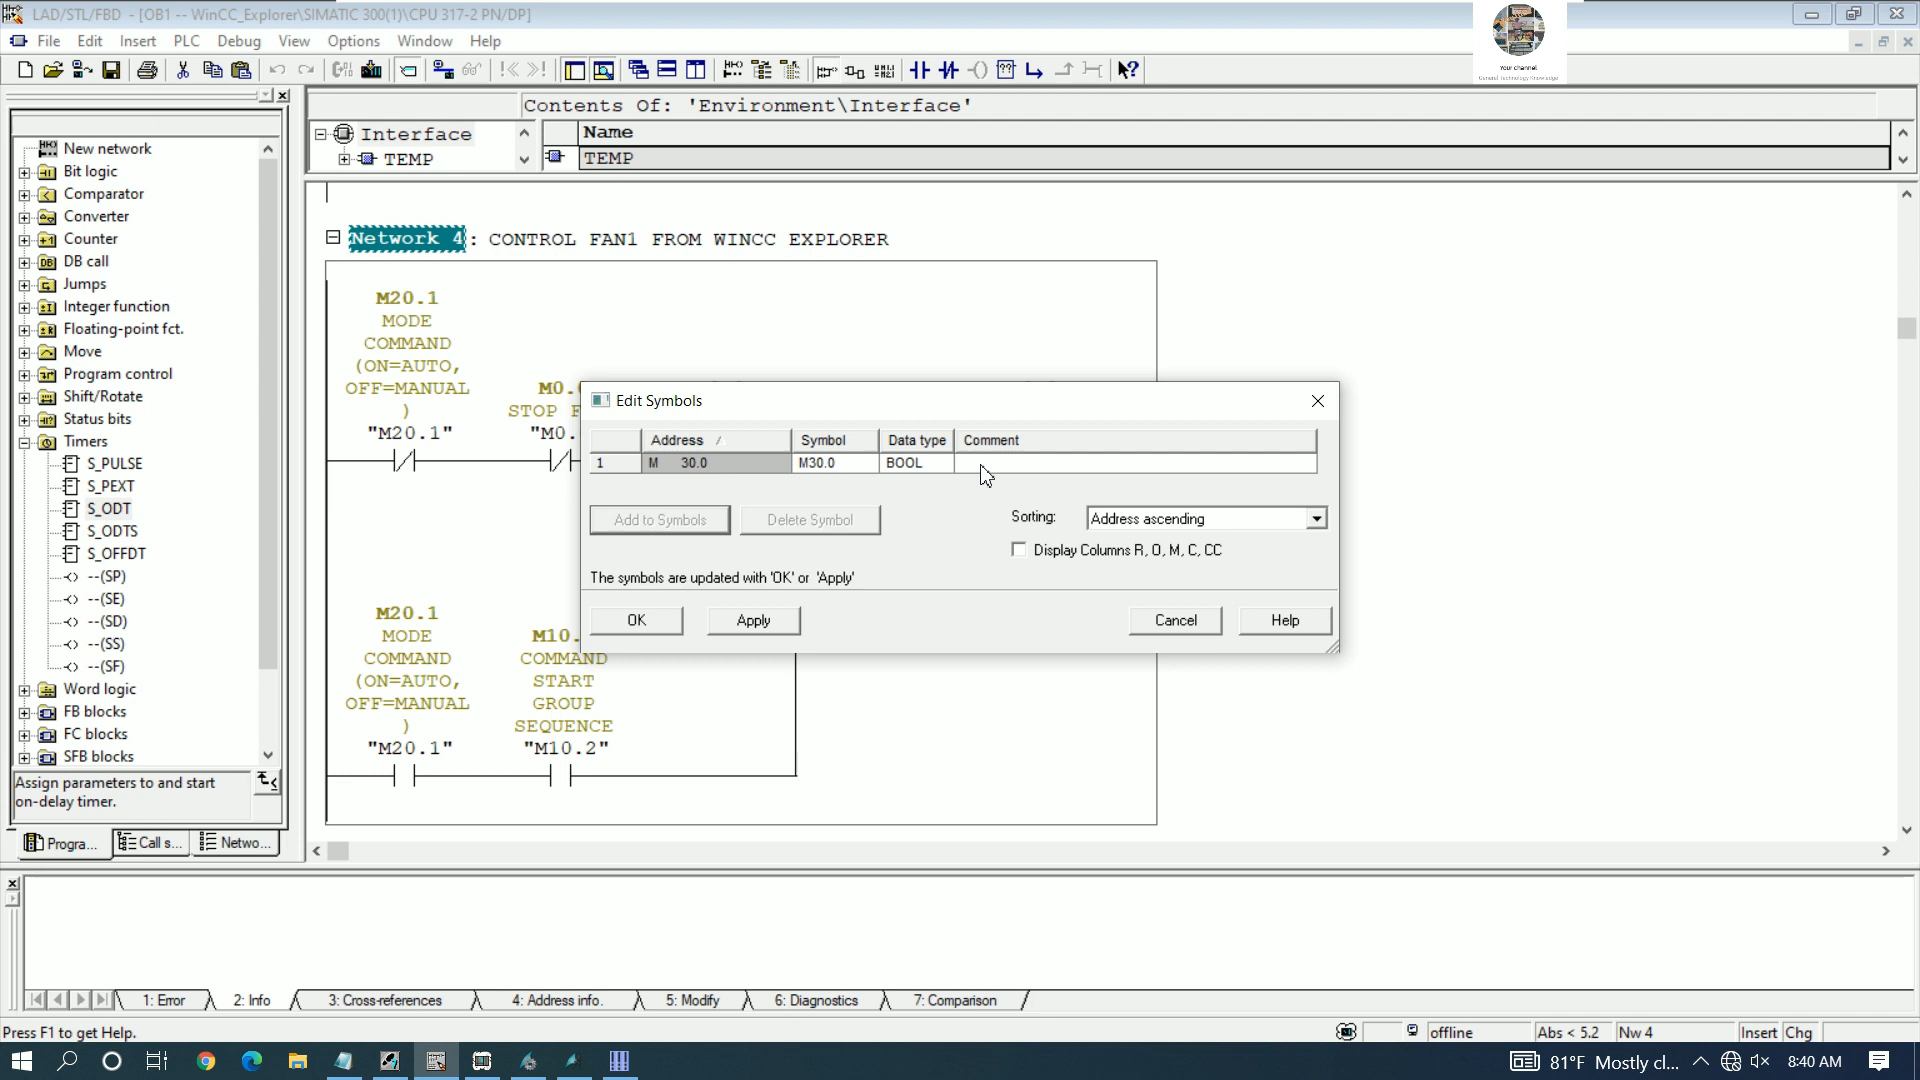 LAD/STL/FBD - [OB1 -- WinCC_Explorer\SIMATIC 300(1)\CPU 317-2 PN/DP]
File Edit Insert PLC Debug View Options Window Help
Your channel
General Technology Knowledge
Contents Of: 'Environment\Interface'
Interface
TEMP
Name
TEMP
New network
Bit logic
Comparator
Converter
Counter
DB call
Jumps
Integer function
Floating-point fct.
Move
Program control
Shift/Rotate
Status bits
Timers
S_PULSE
S_PEXT
S_ODT
S_ODTS
S_OFFDT
--(SP)
--(SE)
--(SD)
--(SS)
--(SF)
Word logic
FB blocks
FC blocks
SFB blocks
Assign parameters to and start
on-delay timer.
Progra... Call s... Netwo...
Network 4: CONTROL FAN1 FROM WINCC EXPLORER
M20.1
MODE
COMMAND
(ON=AUTO,
OFF=MANUAL
)
"M20.1"
M0.
STOP F
"M0.
M20.1
MODE
COMMAND
(ON=AUTO,
OFF=MANUAL
)
"M20.1"
M10.
COMMAND
START
GROUP
SEQUENCE
"M10.2"
Edit Symbols
Address / Symbol Data type Comment
1 M 30.0 M30.0 BOOL
Add to Symbols Delete Symbol
Sorting: Address ascending
Display Columns R, O, M, C, CC
The symbols are updated with 'OK' or 'Apply'
OK Apply Cancel Help
1: Error 2: Info 3: Cross-references 4: Address info. 5: Modify 6: Diagnostics 7: Comparison
Press F1 to get Help.
offline Abs < 5.2 Nw 4 Insert Chg
81°F Mostly cl... 8:40 AM